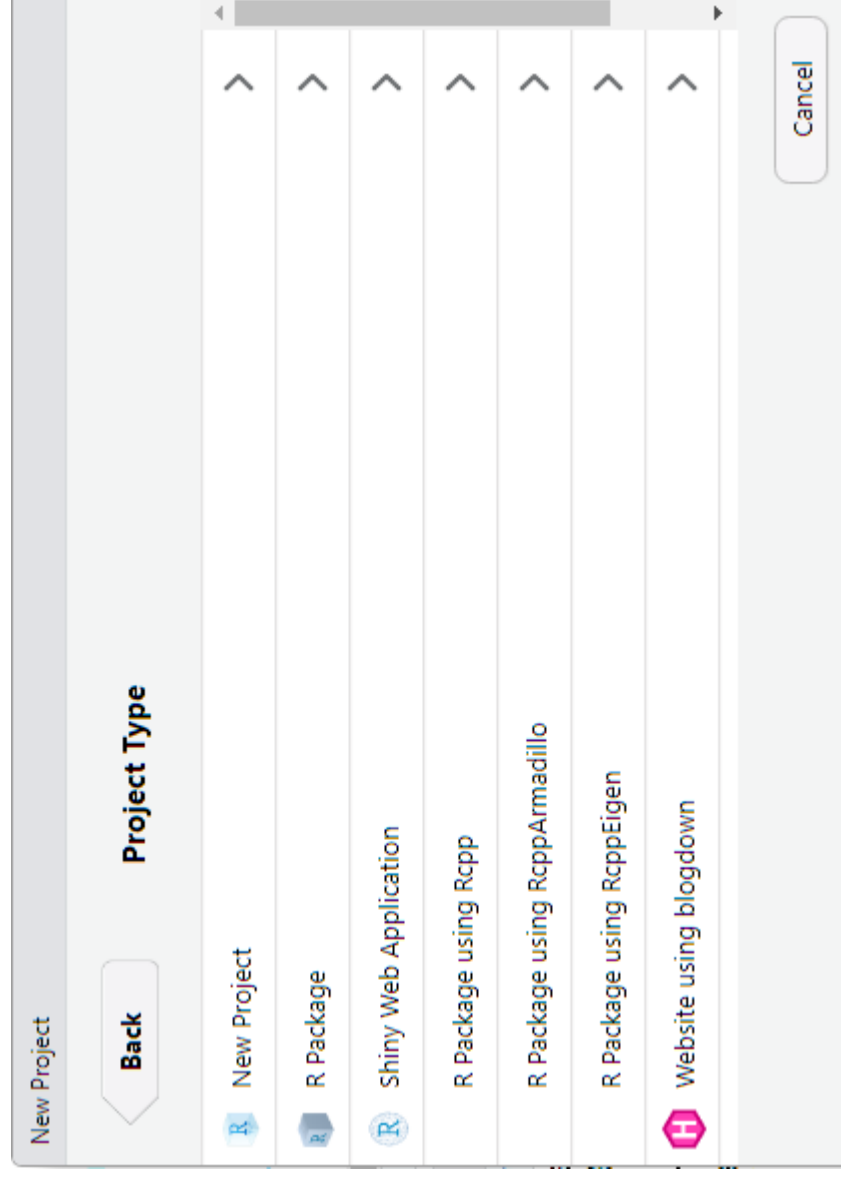 New Project
Back
Project Type
R New Project
R R Package
R Shiny Web Application
R Package using Rcpp
R Package using RcppArmadillo
R Package using RcppEigen
H Website using blogdown
Cancel